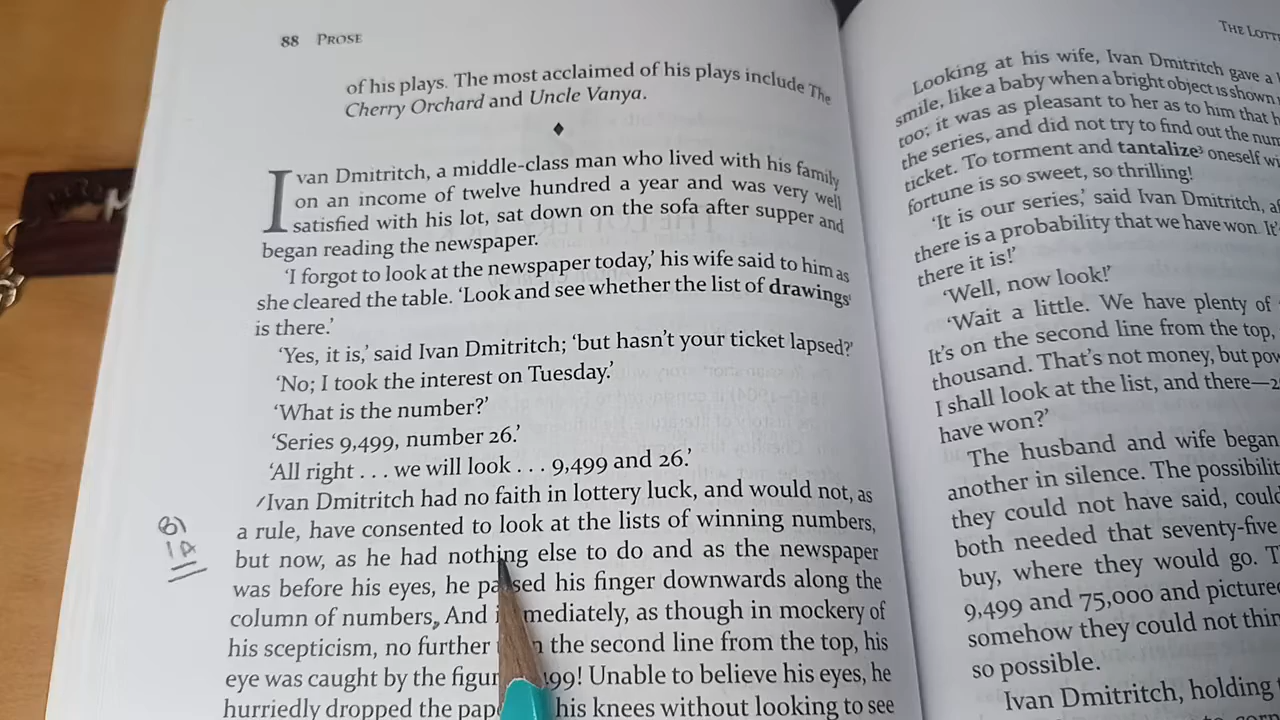 88 PROSE
of his plays. The most acclaimed of his plays include The
Cherry Orchard and Uncle Vanya.
Ivan Dmitritch, a middle-class man who lived with his family
on an income of twelve hundred a year and was very well
satisfied with his lot, sat down on the sofa after supper and
began reading the newspaper.
‘I forgot to look at the newspaper today,’ his wife said to him as
she cleared the table. ‘Look and see whether the list of drawings¹
is there.’
‘Yes, it is,’ said Ivan Dmitritch; ‘but hasn’t your ticket lapsed?’
‘No; I took the interest on Tuesday.’
‘What is the number?’
‘Series 9,499, number 26.’
‘All right . . . we will look . . . 9,499 and 26.’
Ivan Dmitritch had no faith in lottery luck, and would not, as
a rule, have consented to look at the lists of winning numbers,
but now, as he had nothing else to do and as the newspaper
was before his eyes, he passed his finger downwards along the
column of numbers, And immediately, as though in mockery of
his scepticism, no further the second line from the top, his
eye was caught by the 499! Unable to believe his eyes, he
hurriedly dropped the his knees without looking to see
B)
1A
THE
Looking at his wife, Ivan Dmitritch gave a
smile, like a baby when a bright object is shown
too; it was as pleasant to her as to him that
the series, and did not try to find out the
ticket. To torment and tantalize³ oneself
fortune is so sweet, so thrilling!
‘It is our series,’ said Ivan Dmitritch,
there is a probability that we have won.
there it is!’
‘Well, now look!’
‘Wait a little. We have plenty of
It’s on the second line from the top,
thousand. That’s not money, but
I shall look at the list, and there—
have won?’
The husband and wife began
another in silence. The
they could not have said,
both needed that seventy-five
buy, where they would go.
9,499 and 75,000 and
somehow they could not
so possible.
Ivan Dmitritch, holding